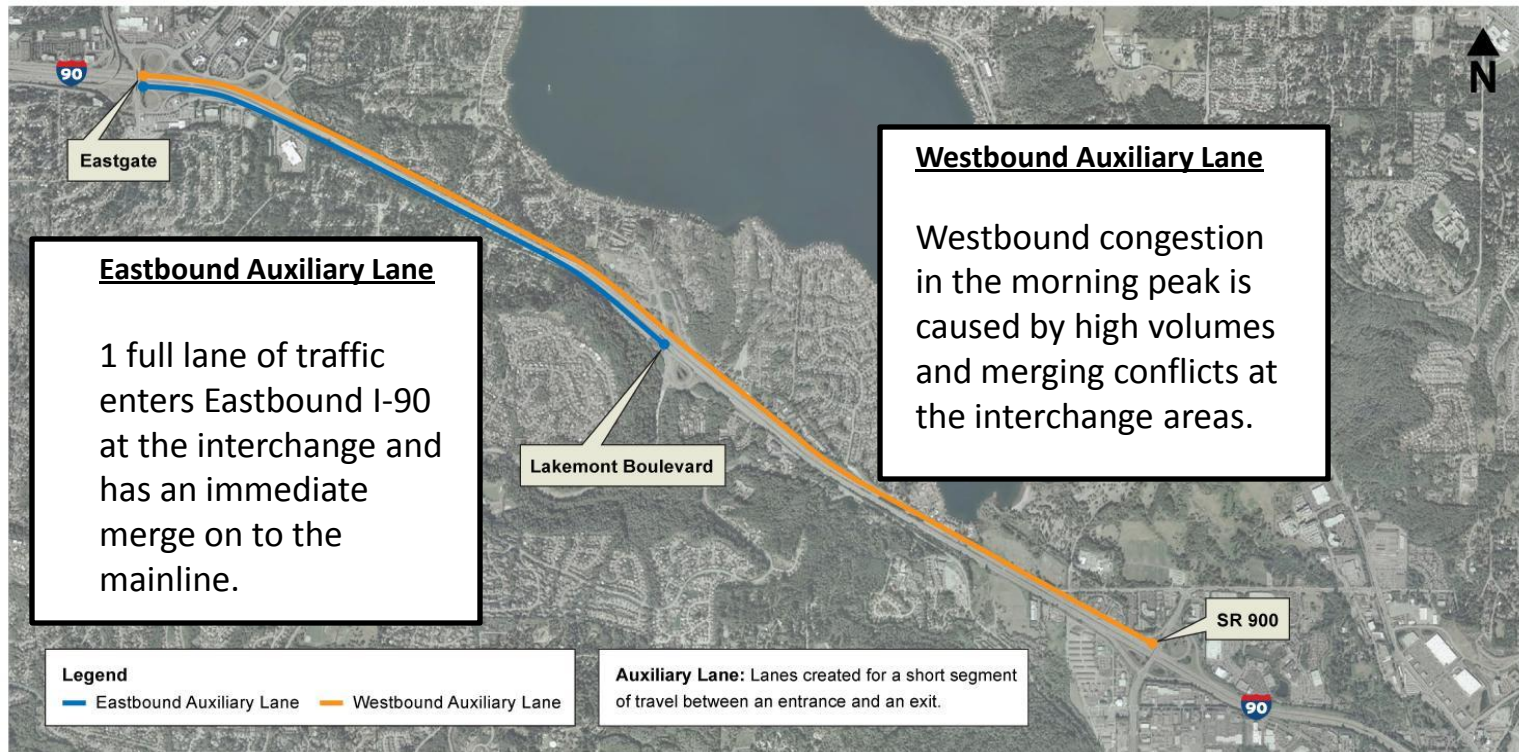 90
N
Eastgate
Westbound Auxiliary Lane
Westbound congestion
in the morning peak is
caused by high volumes
and merging conflicts at
the interchange areas.
Eastbound Auxiliary Lane
1 full lane of traffic
enters Eastbound I-90
at the interchange and
has an immediate
merge on to the
mainline.
Lakemont Boulevard
SR 900
Legend
Eastbound Auxiliary Lane Westbound Auxiliary Lane
Auxiliary Lane: Lanes created for a short segment
of travel between an entrance and an exit.
90